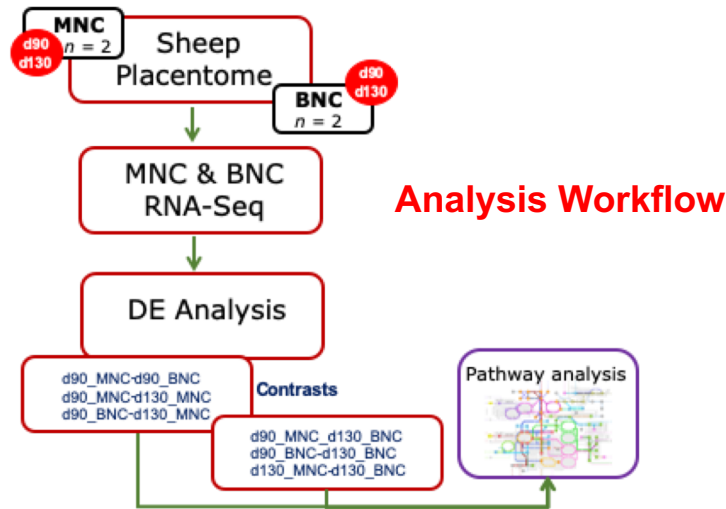 MNC
n = 2
d90
d130
Sheep
Placentome
d90
d130
BNC
n = 2
MNC & BNC
RNA-Seq
Analysis Workflow
DE Analysis
d90_MNC-d90_BNC
d90_MNC-d130_MNC
d90_BNC-d130_MNC
Contrasts
d90_MNC_d130_BNC
d90_BNC-d130_BNC
d130_MNC-d130_BNC
Pathway analysis